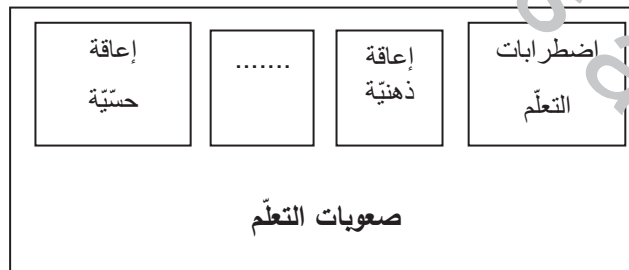 اضطرابات
التعلّم
إعاقة
ذهنيّة
.......
إعاقة
حسّيّة
صعوبات التعلّم